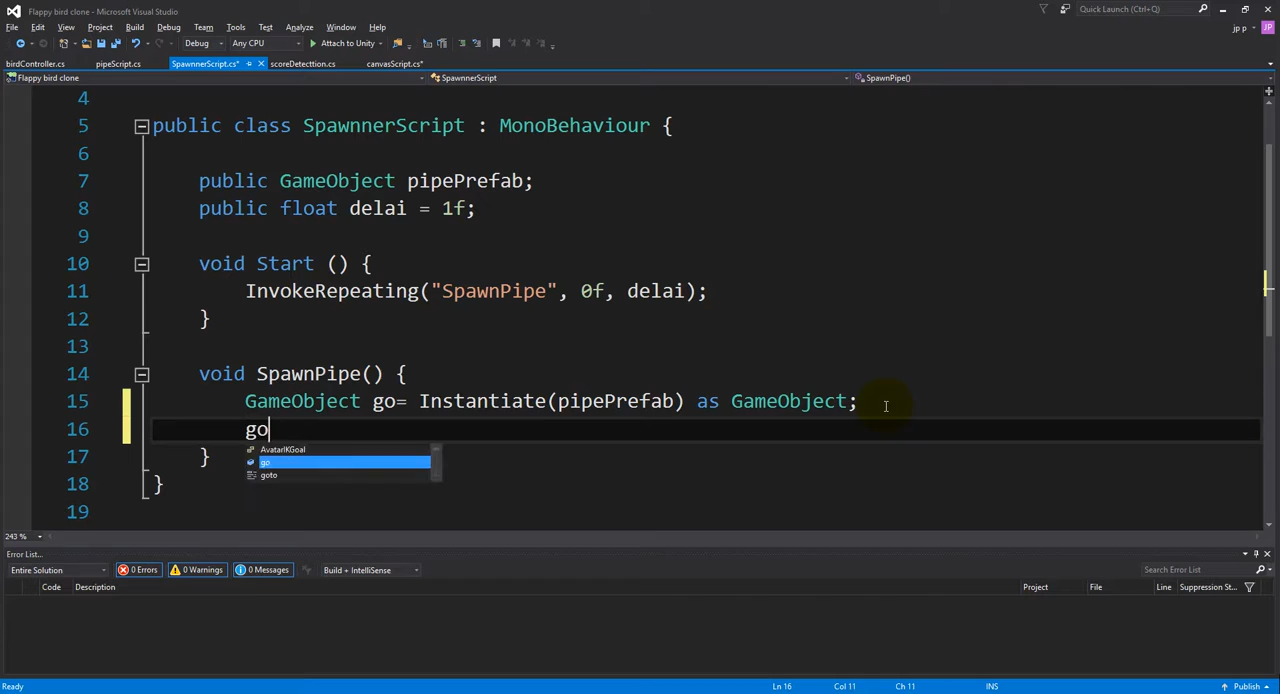 Flappy bird clone - Microsoft Visual Studio
Quick Launch (Ctrl+Q)
File Edit View Project Build Debug Team Tools Test Analyze Window Help
jp p JP
Debug Any CPU Attach to Unity
birdController.cs pipeScript.cs SpawnnerScript.cs* scoreDetecttion.cs canvasScript.cs*
Flappy bird clone SpawnnerScript SpawnPipe()
4
5 public class SpawnnerScript : MonoBehaviour {
6
7 public GameObject pipePrefab;
8 public float delai = 1f;
9
10 void Start () {
11 InvokeRepeating("SpawnPipe", 0f, delai);
12 }
13
14 void SpawnPipe() {
15 GameObject go= Instantiate(pipePrefab) as GameObject;
16 go
AvatarIKGoal
17 }
go
goto
18 }
19
243 %
Error List...
Entire Solution 0 Errors 0 Warnings 0 Messages Build + IntelliSense Search Error List
Code Description Project File Line Suppression St...
Ready Ln 16 Col 11 Ch 11 INS Publish